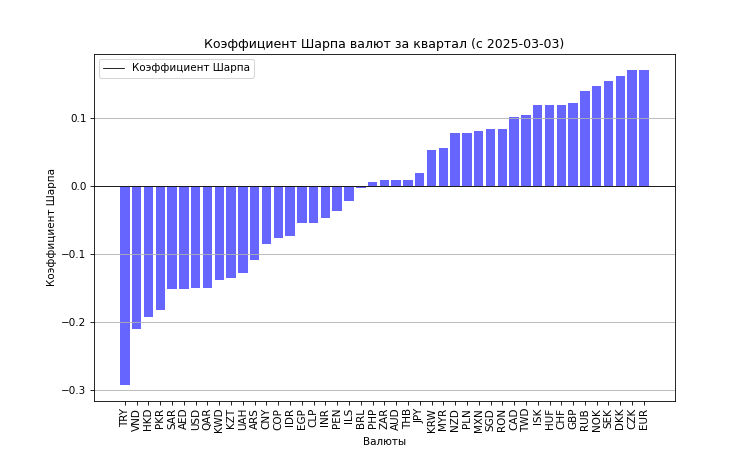 Коэффициент Шарпа валют за квартал (с 2025-03-03)
Коэффициент Шарпа
Коэффициент Шарпа
0.1
0.0
−0.1
−0.2
−0.3
TRY VND HKD PKR SAR AED USD QAR KWD KZT UAH ARS CNY COP IDR EGP CLP INR PEN ILS BRL PHP ZAR AUD THB JPY KRW MYR NZD PLN MXN SGD RON CAD TWD ISK HUF CHF GBP RUB NOK SEK DKK CZK EUR
Валюты